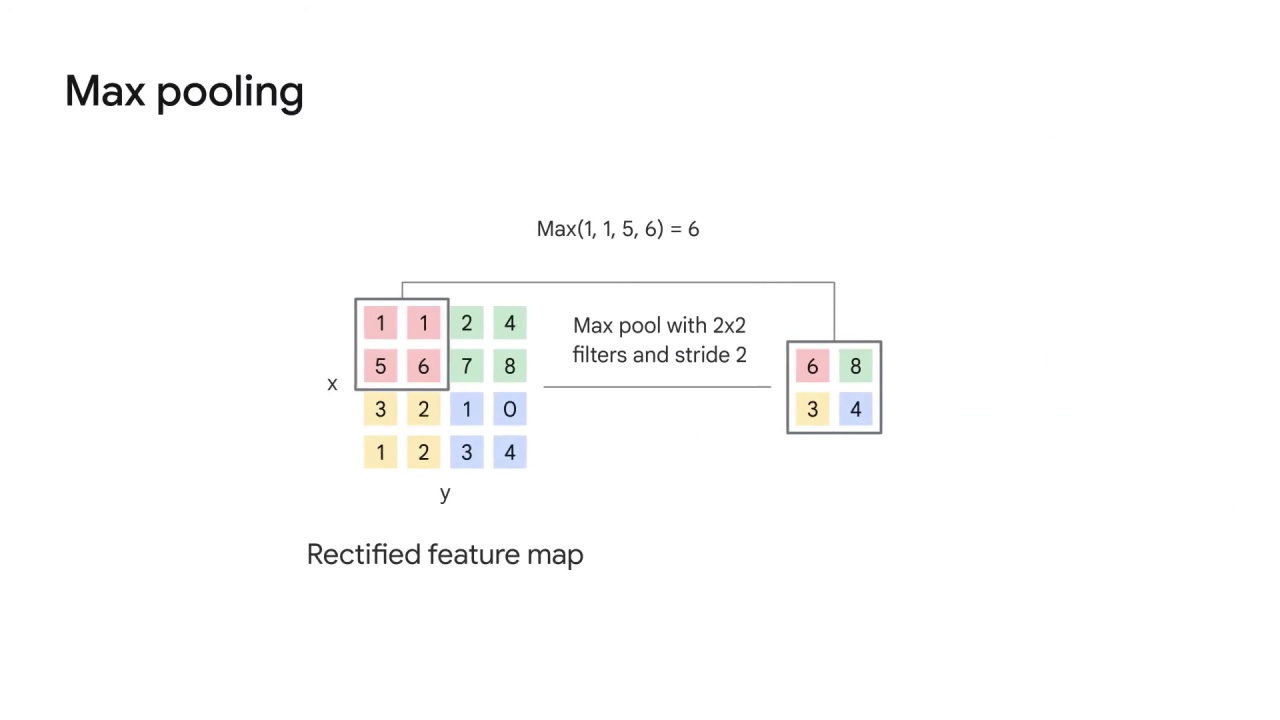 Max pooling
Max(1, 1, 5, 6) = 6
1 1 2 4
5 6 7 8
3 2 1 0
1 2 3 4
x
y
Max pool with 2x2
filters and stride 2
6 8
3 4
Rectified feature map